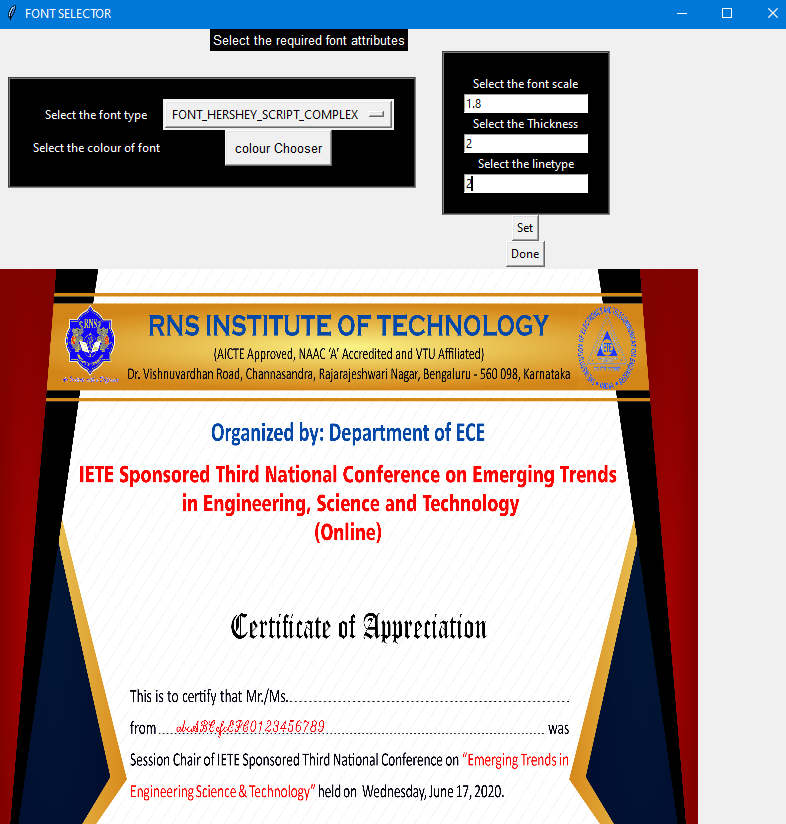 FONT SELECTOR
Select the required font attributes
Select the font type FONT_HERSHEY_SCRIPT_COMPLEX
Select the colour of font colour Chooser
Select the font scale
1.8
Select the Thickness
2
Select the linetype
2
Set
Done
RNS
RNS INSTITUTE OF TECHNOLOGY
(AICTE Approved, NAAC ‘A’ Accredited and VTU Affiliated)
Dr. Vishnuvardhan Road, Channasandra, Rajarajeshwari Nagar, Bengaluru - 560 098, Karnataka
Organized by: Department of ECE
IETE Sponsored Third National Conference on Emerging Trends
in Engineering, Science and Technology
(Online)
Certificate of Appreciation
This is to certify that Mr./Ms.
from abcABCefcEFC0123456789 was
Session Chair of IETE Sponsored Third National Conference on “Emerging Trends in
Engineering Science & Technology” held on Wednesday, June 17, 2020.